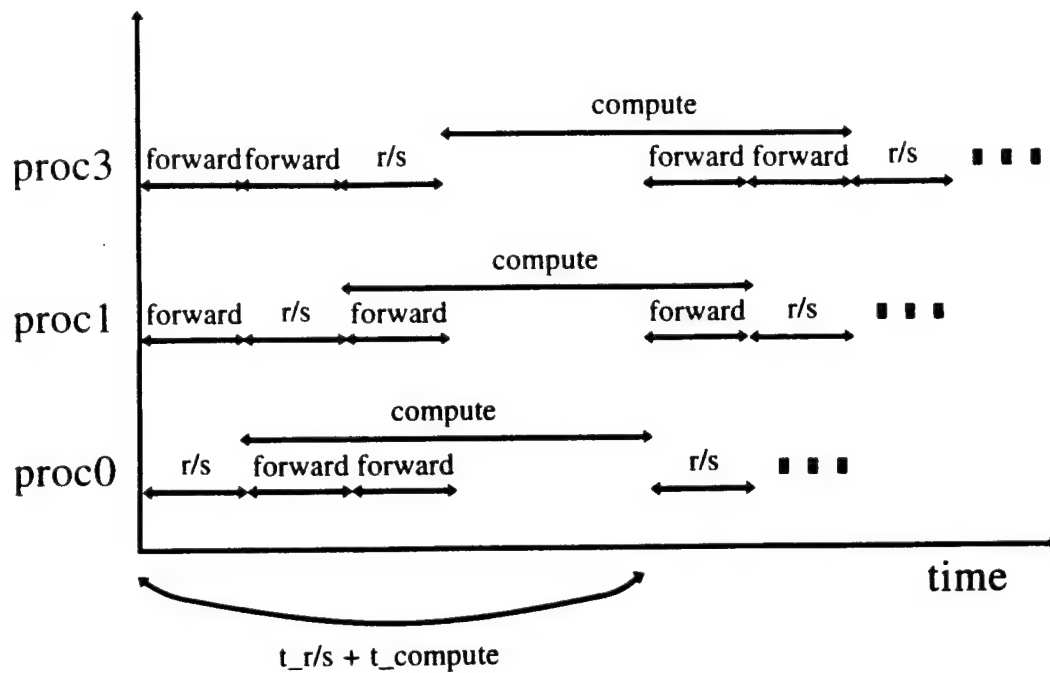 compute
proc3 forward forward r/s forward forward r/s
compute
proc1 forward r/s forward forward r/s
compute
proc0 r/s forward forward r/s
time
t_r/s + t_compute